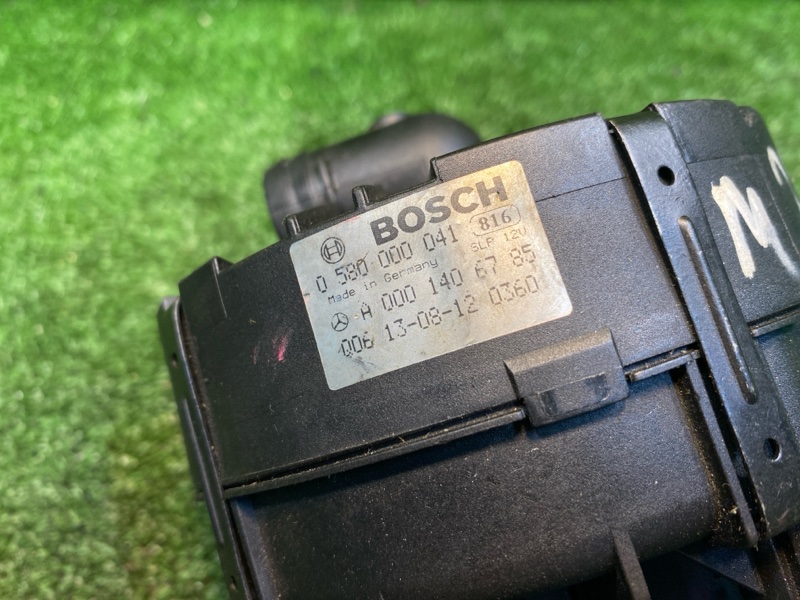 BOSCH
0 580 000 041 816
Made in Germany SLP 12V
A 000 140 67 85
006 13-08-12 0360
M